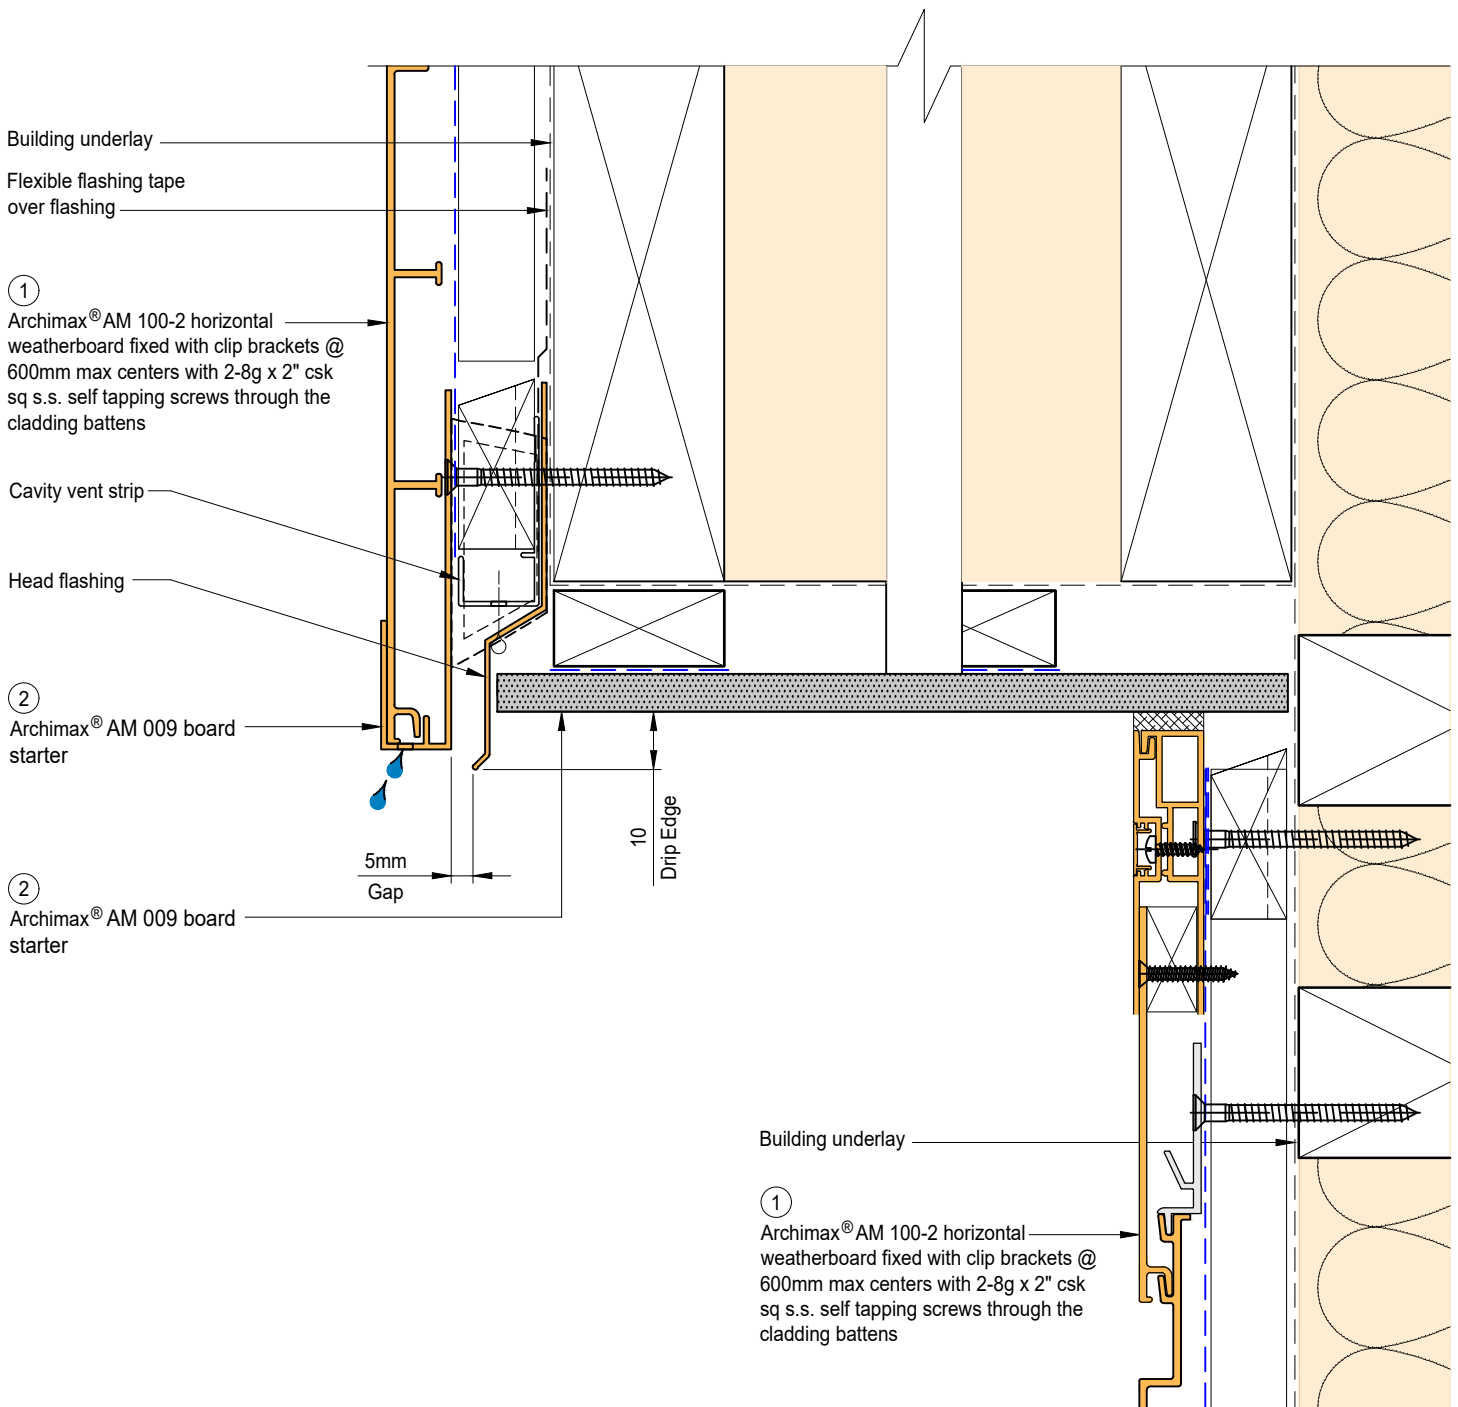 Building underlay
Flexible flashing tape
over flashing
1
Archimax® AM 100-2 horizontal
weatherboard fixed with clip brackets @
600mm max centers with 2-8g x 2" csk
sq s.s. self tapping screws through the
cladding battens
Cavity vent strip
Head flashing
2
Archimax® AM 009 board
starter
5mm
Gap
10
Drip Edge
2
Archimax® AM 009 board
starter
Building underlay
1
Archimax® AM 100-2 horizontal
weatherboard fixed with clip brackets @
600mm max centers with 2-8g x 2" csk
sq s.s. self tapping screws through the
cladding battens